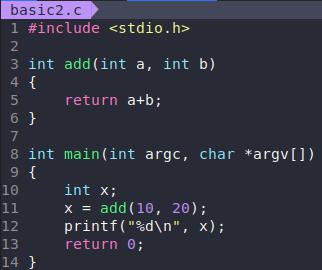 basic2.c
1 #include <stdio.h>
2
3 int add(int a, int b)
4 {
5     return a+b;
6 }
7
8 int main(int argc, char *argv[])
9 {
10     int x;
11     x = add(10, 20);
12     printf("%d\n", x);
13     return 0;
14 }